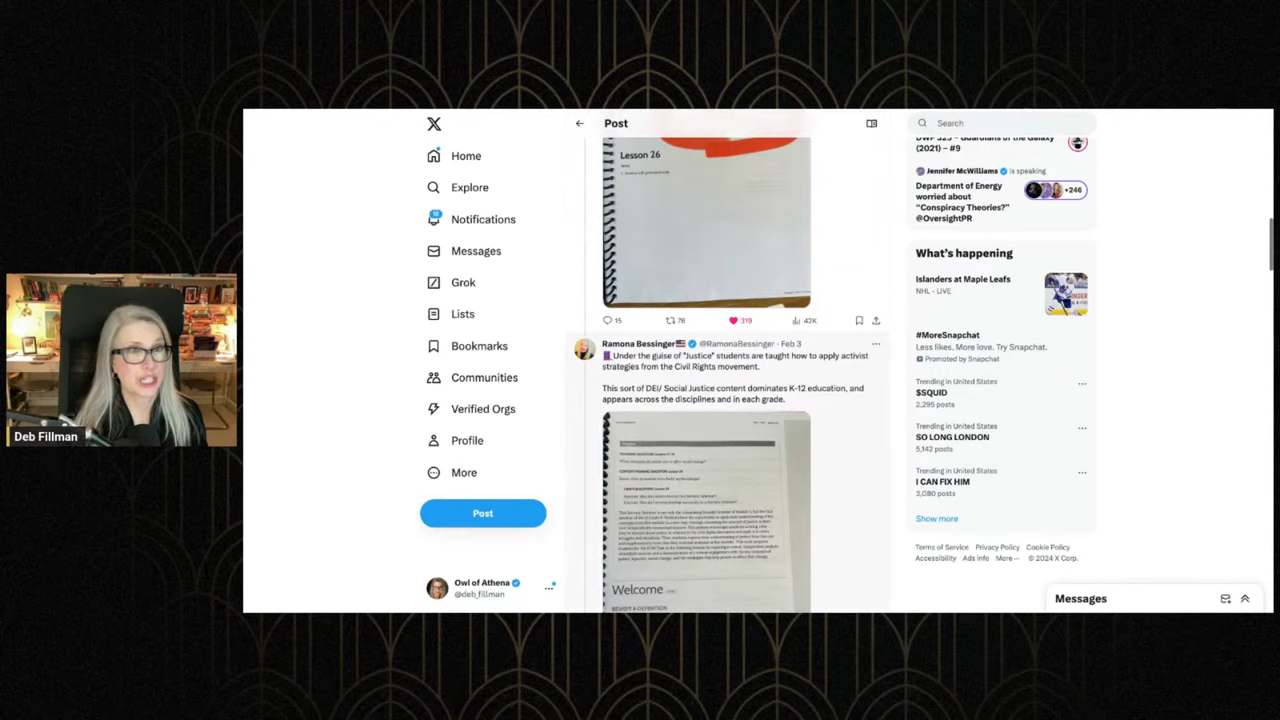 Deb Fillman
Home
Explore
Notifications
Messages
Grok
Lists
Bookmarks
Communities
Verified Orgs
Profile
More
Post
Owl of Athena
@deb_fillman
Post
Lesson 26
15
76
319
42K
Ramona Bessinger @RamonaBessinger · Feb 3
Under the guise of "Justice" students are taught how to apply activist
strategies from the Civil Rights movement.
This sort of DEI/ Social Justice content dominates K-12 education, and
appears across the disciplines and in each grade.
Welcome
REVISIT A DEFINITION
Search
(2021) – #9
Jennifer McWilliams is speaking
Department of Energy
worried about
"Conspiracy Theories?"
@OversightPR
+246
What's happening
Islanders at Maple Leafs
NHL - LIVE
#MoreSnapchat
Less likes. More love. Try Snapchat.
Promoted by Snapchat
Trending in United States
$SQUID
2,295 posts
Trending in United States
SO LONG LONDON
5,142 posts
Trending in United States
I CAN FIX HIM
3,080 posts
Show more
Terms of Service Privacy Policy Cookie Policy
Accessibility Ads info More··· © 2024 X Corp.
Messages